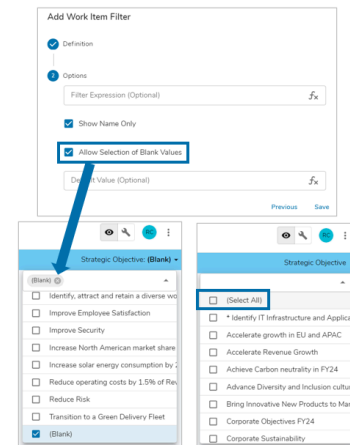 Add Work Item Filter
Definition
2 Options
Filter Expression (Optional) fx
Show Name Only
Allow Selection of Blank Values
Value (Optional) fx
Previous Save
RC
Strategic Objective: (Blank)
(Blank)
Identify, attract and retain a diverse wo
Improve Employee Satisfaction
Improve Security
Increase North American market share
Increase solar energy consumption by
Reduce operating costs by 1.5% of Rev
Reduce Risk
Transition to a Green Delivery Fleet
(Blank)
RC
Strategic Objective
(Select All)
* Identify IT Infrastructure and Applica
Accelerate growth in EU and APAC
Accelerate Revenue Growth
Achieve Carbon neutrality in FY24
Advance Diversity and Inclusion cultur
Bring Innovative New Products to Mar
Corporate Objectives FY24
Corporate Sustainability